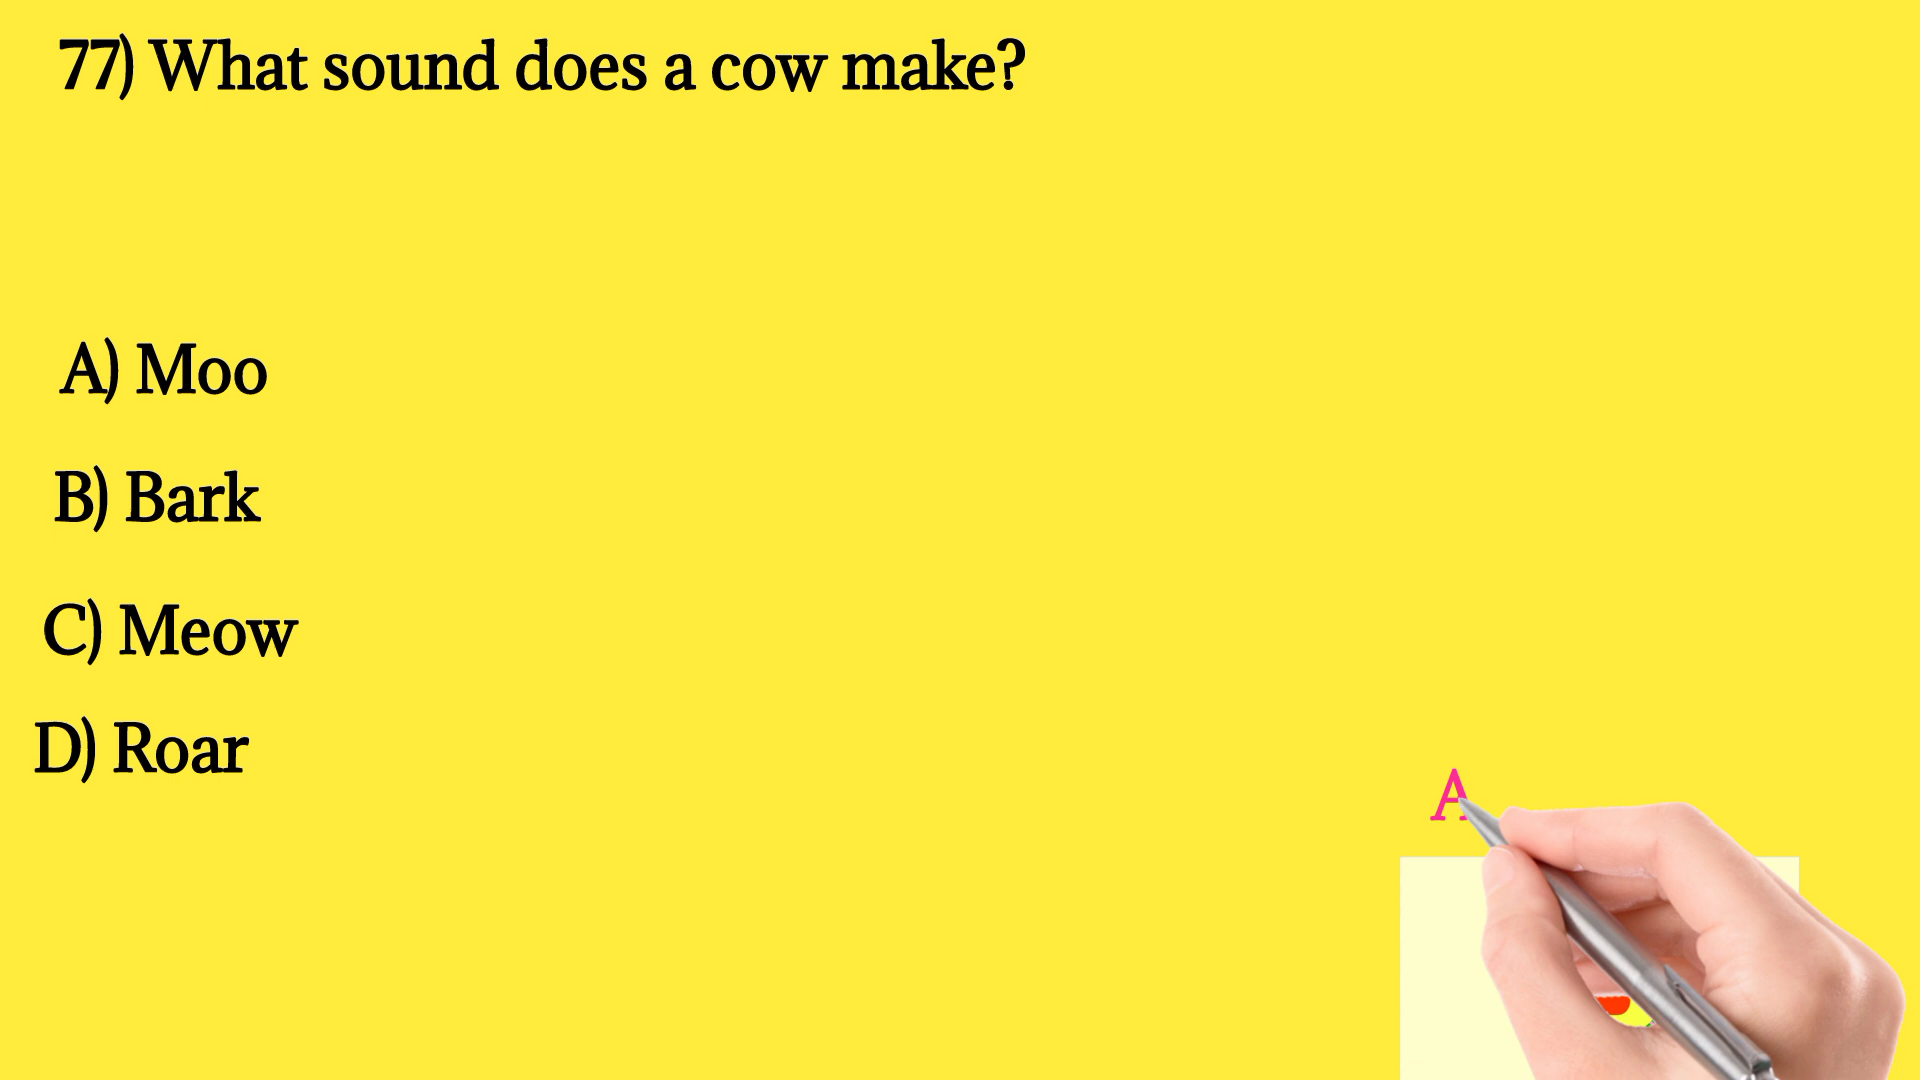 77) What sound does a cow make?
A) Moo
B) Bark
C) Meow
D) Roar
A